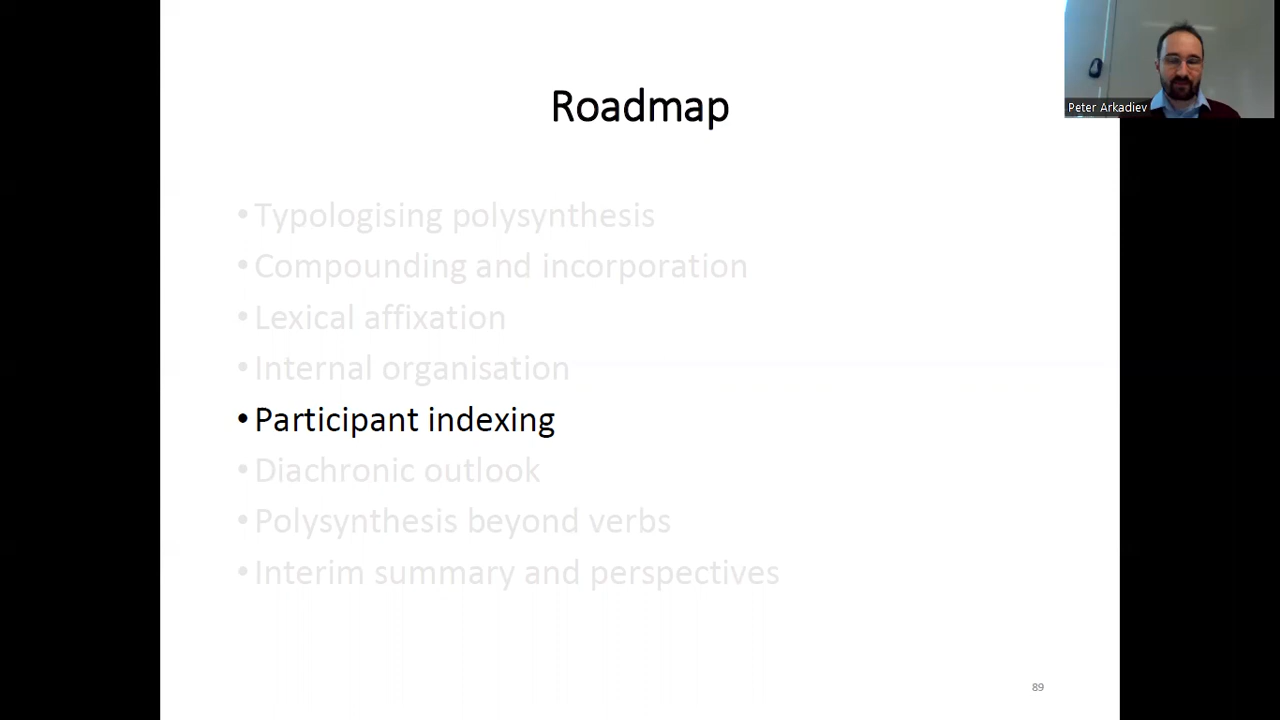 Roadmap
Peter Arkadiev
• Typologising polysynthesis
• Compounding and incorporation
• Lexical affixation
• Internal organisation
• Participant indexing
• Diachronic outlook
• Polysynthesis beyond verbs
• Interim summary and perspectives
89